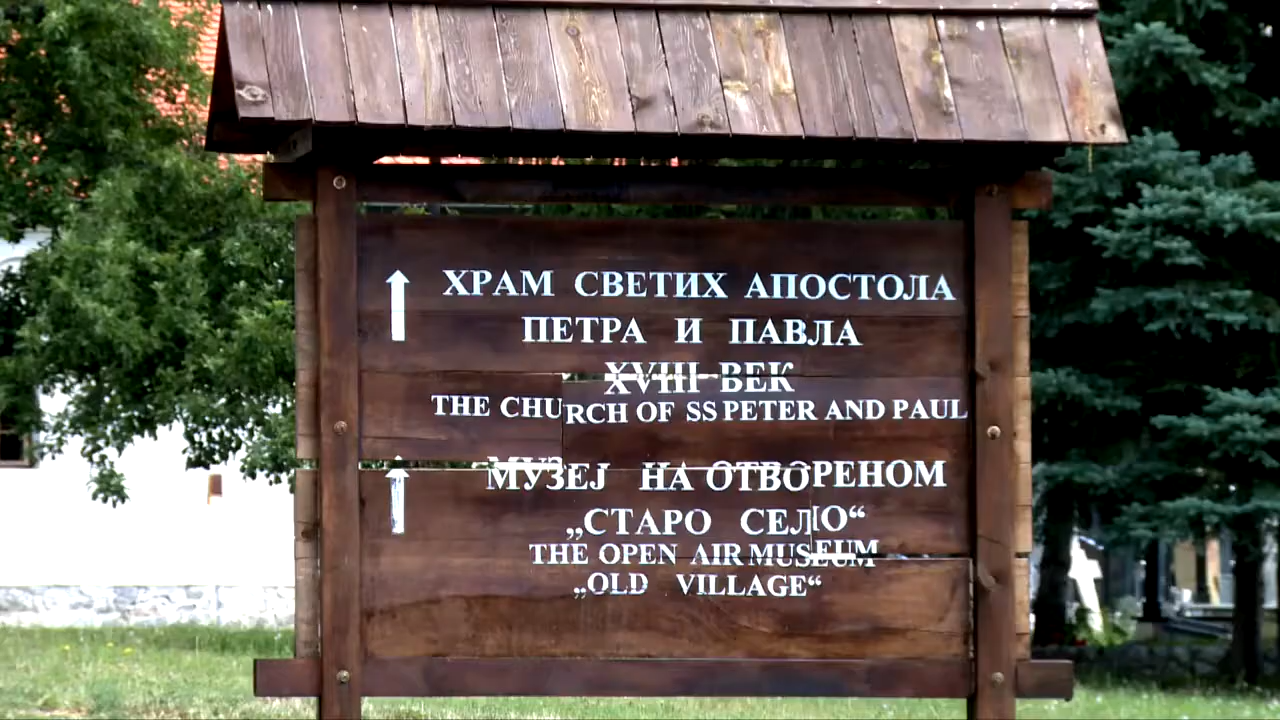 ХРАМ СВЕТИХ АПОСТОЛА
ПЕТРА И ПАВЛА
XVIII ВЕК
THE CHURCH OF SS PETER AND PAUL
МУЗЕЈ НА ОТВОРЕНОМ
„СТАРО СЕЛО“
THE OPEN AIR MUSEUM
„OLD VILLAGE“